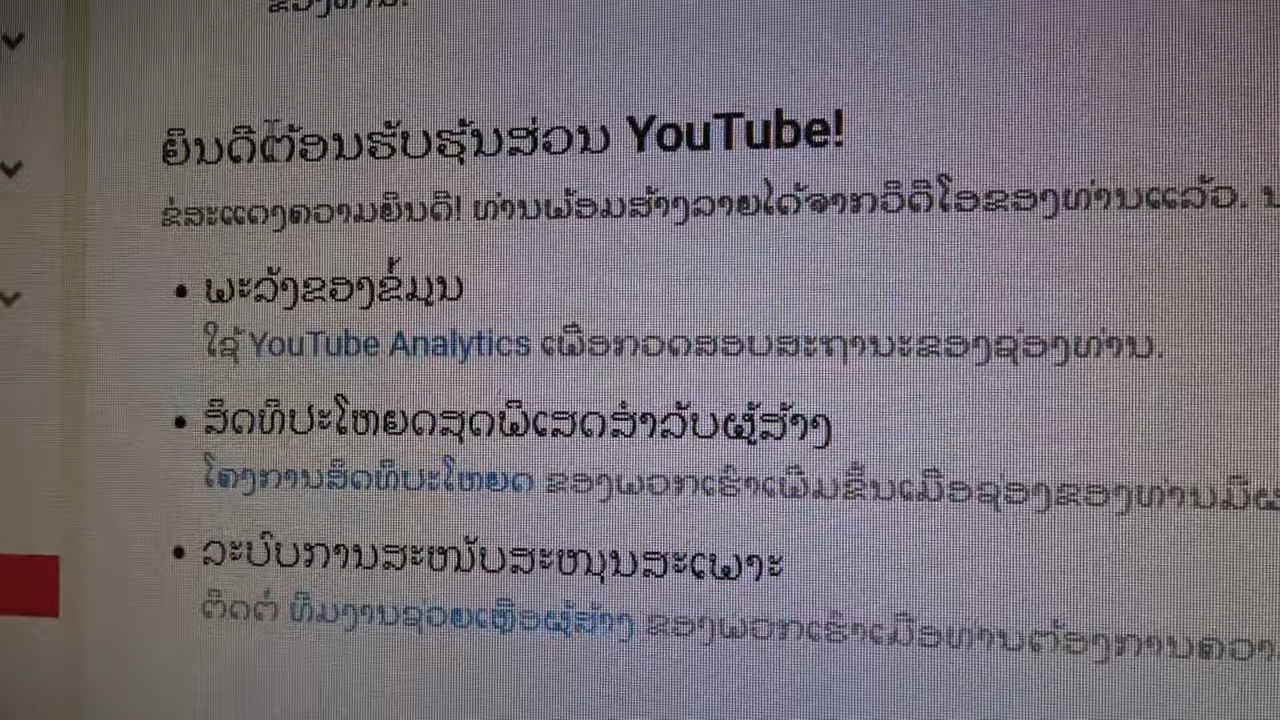 ຍິນດີຕ້ອນຮັບຮຸ້ນສ່ວນ YouTube!
ຂໍສະແດງຄວາມຍິນດີ! ທ່ານພ້ອມສ້າງລາຍໄດ້ຈາກວິດີໂອຂອງທ່ານແລ້ວ.
• ພະລັງຂອງຂໍ້ມູນ
ໃຊ້ YouTube Analytics ເພື່ອກວດສອບສະຖານະຂອງຊ່ອງທ່ານ.
• ສິດທິປະໂຫຍດສຸດພິເສດສຳລັບຜູ້ສ້າງ
ໂຄງການສິດທິປະໂຫຍດ ຂອງພວກເຮົາເພີ່ມຂຶ້ນເມື່ອຊ່ອງຂອງທ່ານມີ
• ລະບົບການສະໜັບສະໜຸນສະເພາະ
ຕິດຕໍ່ ທີມງານຊ່ວຍເຫຼືອຜູ້ສ້າງ ຂອງພວກເຮົາເມື່ອທ່ານຕ້ອງການ